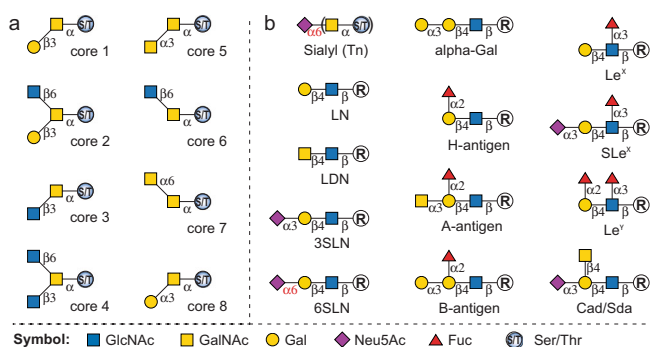 a
β3 α S/T
core 1
α3 α S/T
core 5
β6
β3 α S/T
core 2
β6
α S/T
core 6
β3 α S/T
core 3
α6
α S/T
core 7
β6
β3 α S/T
core 4
α3 α S/T
core 8
b
α6 ( α S/T )
Sialyl (Tn)
β4 β R
LN
β4 β R
LDN
α3 β4 β R
3SLN
α6 β4 β R
6SLN
α3 β4 β R
alpha-Gal
α2
β4 β R
H-antigen
α2
α3 β4 β R
A-antigen
α2
α3 β4 β R
B-antigen
α3
β4 β R
Leˣ
α3
α3 β4 β R
SLeˣ
α2 α3
β4 β R
Leʸ
β4
α3 β4 β R
Cad/Sda
Symbol: GlcNAc GalNAc Gal Neu5Ac Fuc S/T Ser/Thr